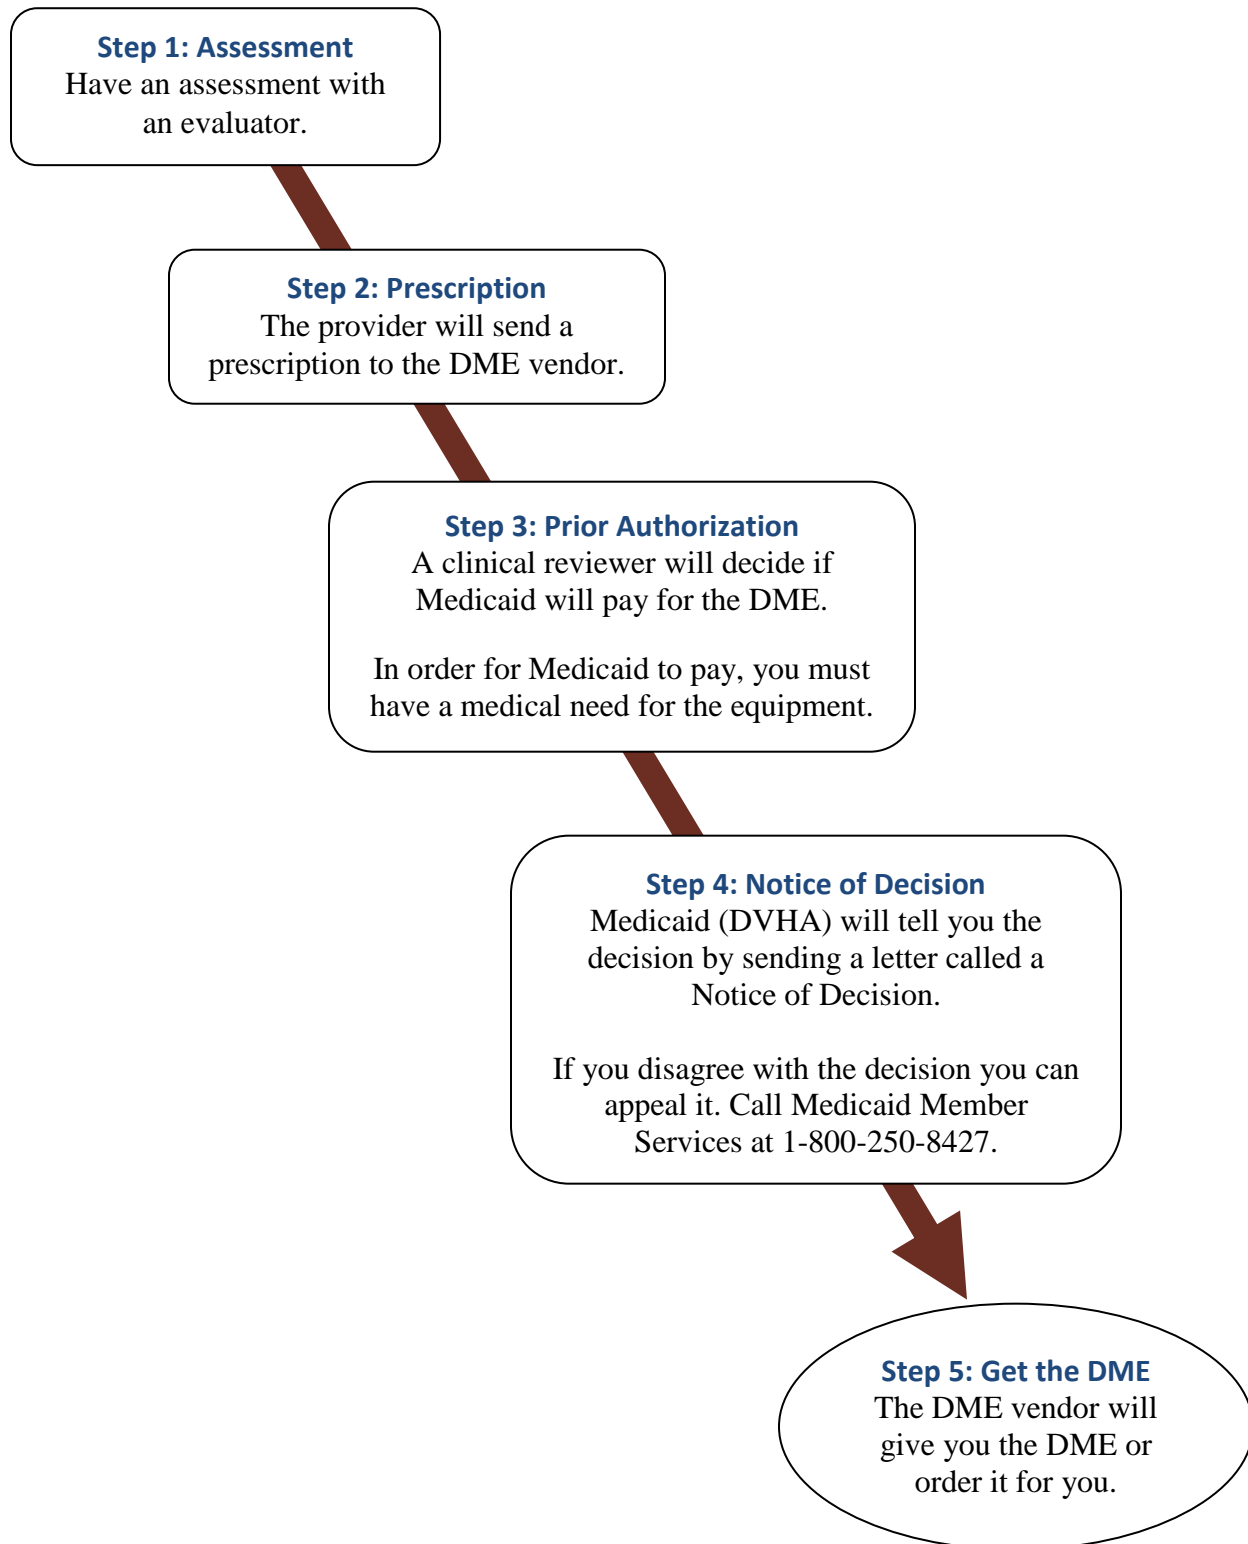 Step 1: Assessment
Have an assessment with
an evaluator.
Step 2: Prescription
The provider will send a
prescription to the DME vendor.
Step 3: Prior Authorization
A clinical reviewer will decide if
Medicaid will pay for the DME.
In order for Medicaid to pay, you must
have a medical need for the equipment.
Step 4: Notice of Decision
Medicaid (DVHA) will tell you the
decision by sending a letter called a
Notice of Decision.
If you disagree with the decision you can
appeal it. Call Medicaid Member
Services at 1-800-250-8427.
Step 5: Get the DME
The DME vendor will
give you the DME or
order it for you.